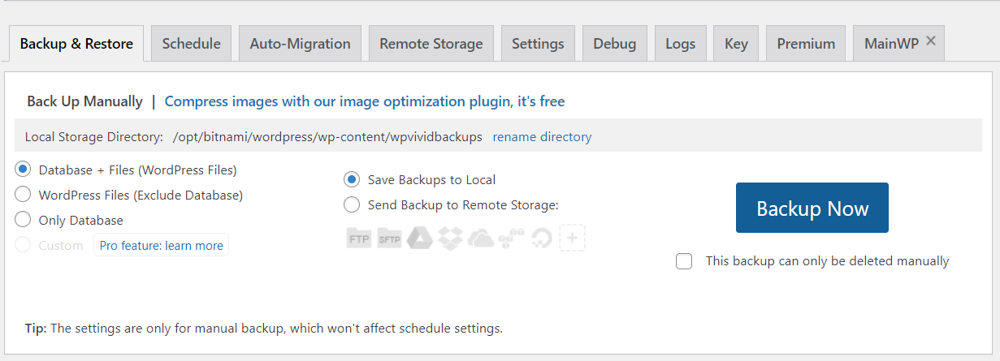 Backup & Restore Schedule Auto-Migration Remote Storage Settings Debug Logs Key Premium MainWP ×
Back Up Manually | Compress images with our image optimization plugin, it's free
Local Storage Directory: /opt/bitnami/wordpress/wp-content/wpvividbackups rename directory
Database + Files (WordPress Files)
WordPress Files (Exclude Database)
Only Database
Custom Pro feature: learn more
Save Backups to Local
Send Backup to Remote Storage:
FTP SFTP
Backup Now
This backup can only be deleted manually
Tip: The settings are only for manual backup, which won't affect schedule settings.